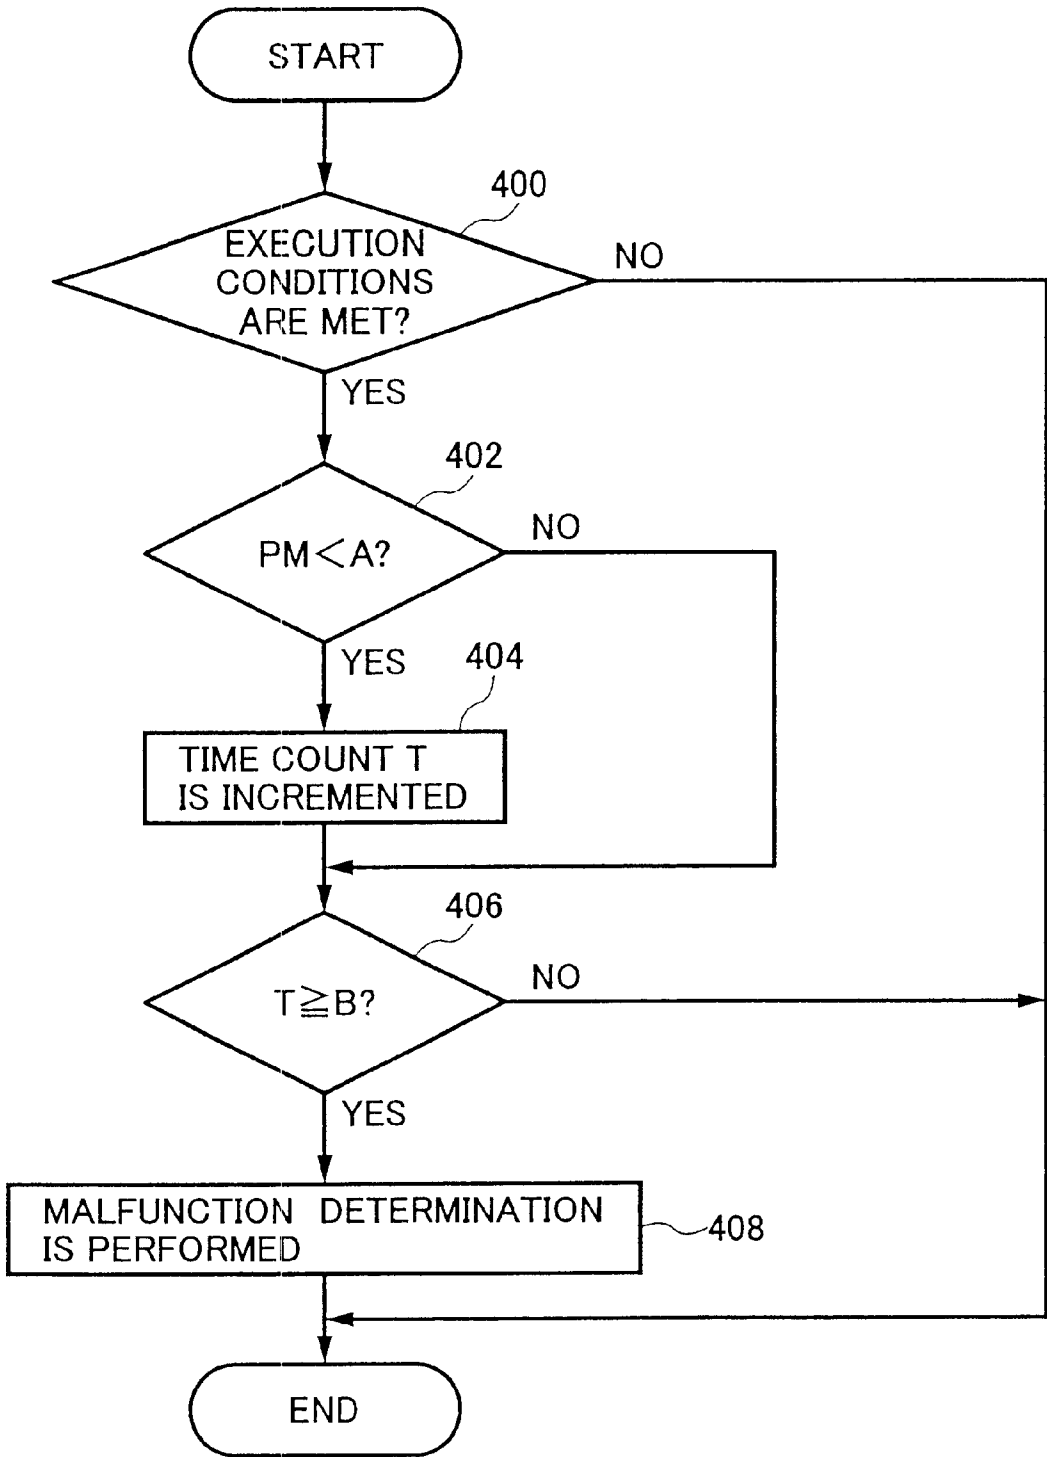 START
400
EXECUTION
CONDITIONS
ARE MET?
NO
YES
402
PM<A?
NO
YES
404
TIME COUNT T
IS INCREMENTED
406
T≧B?
NO
YES
MALFUNCTION DETERMINATION
IS PERFORMED
408
END